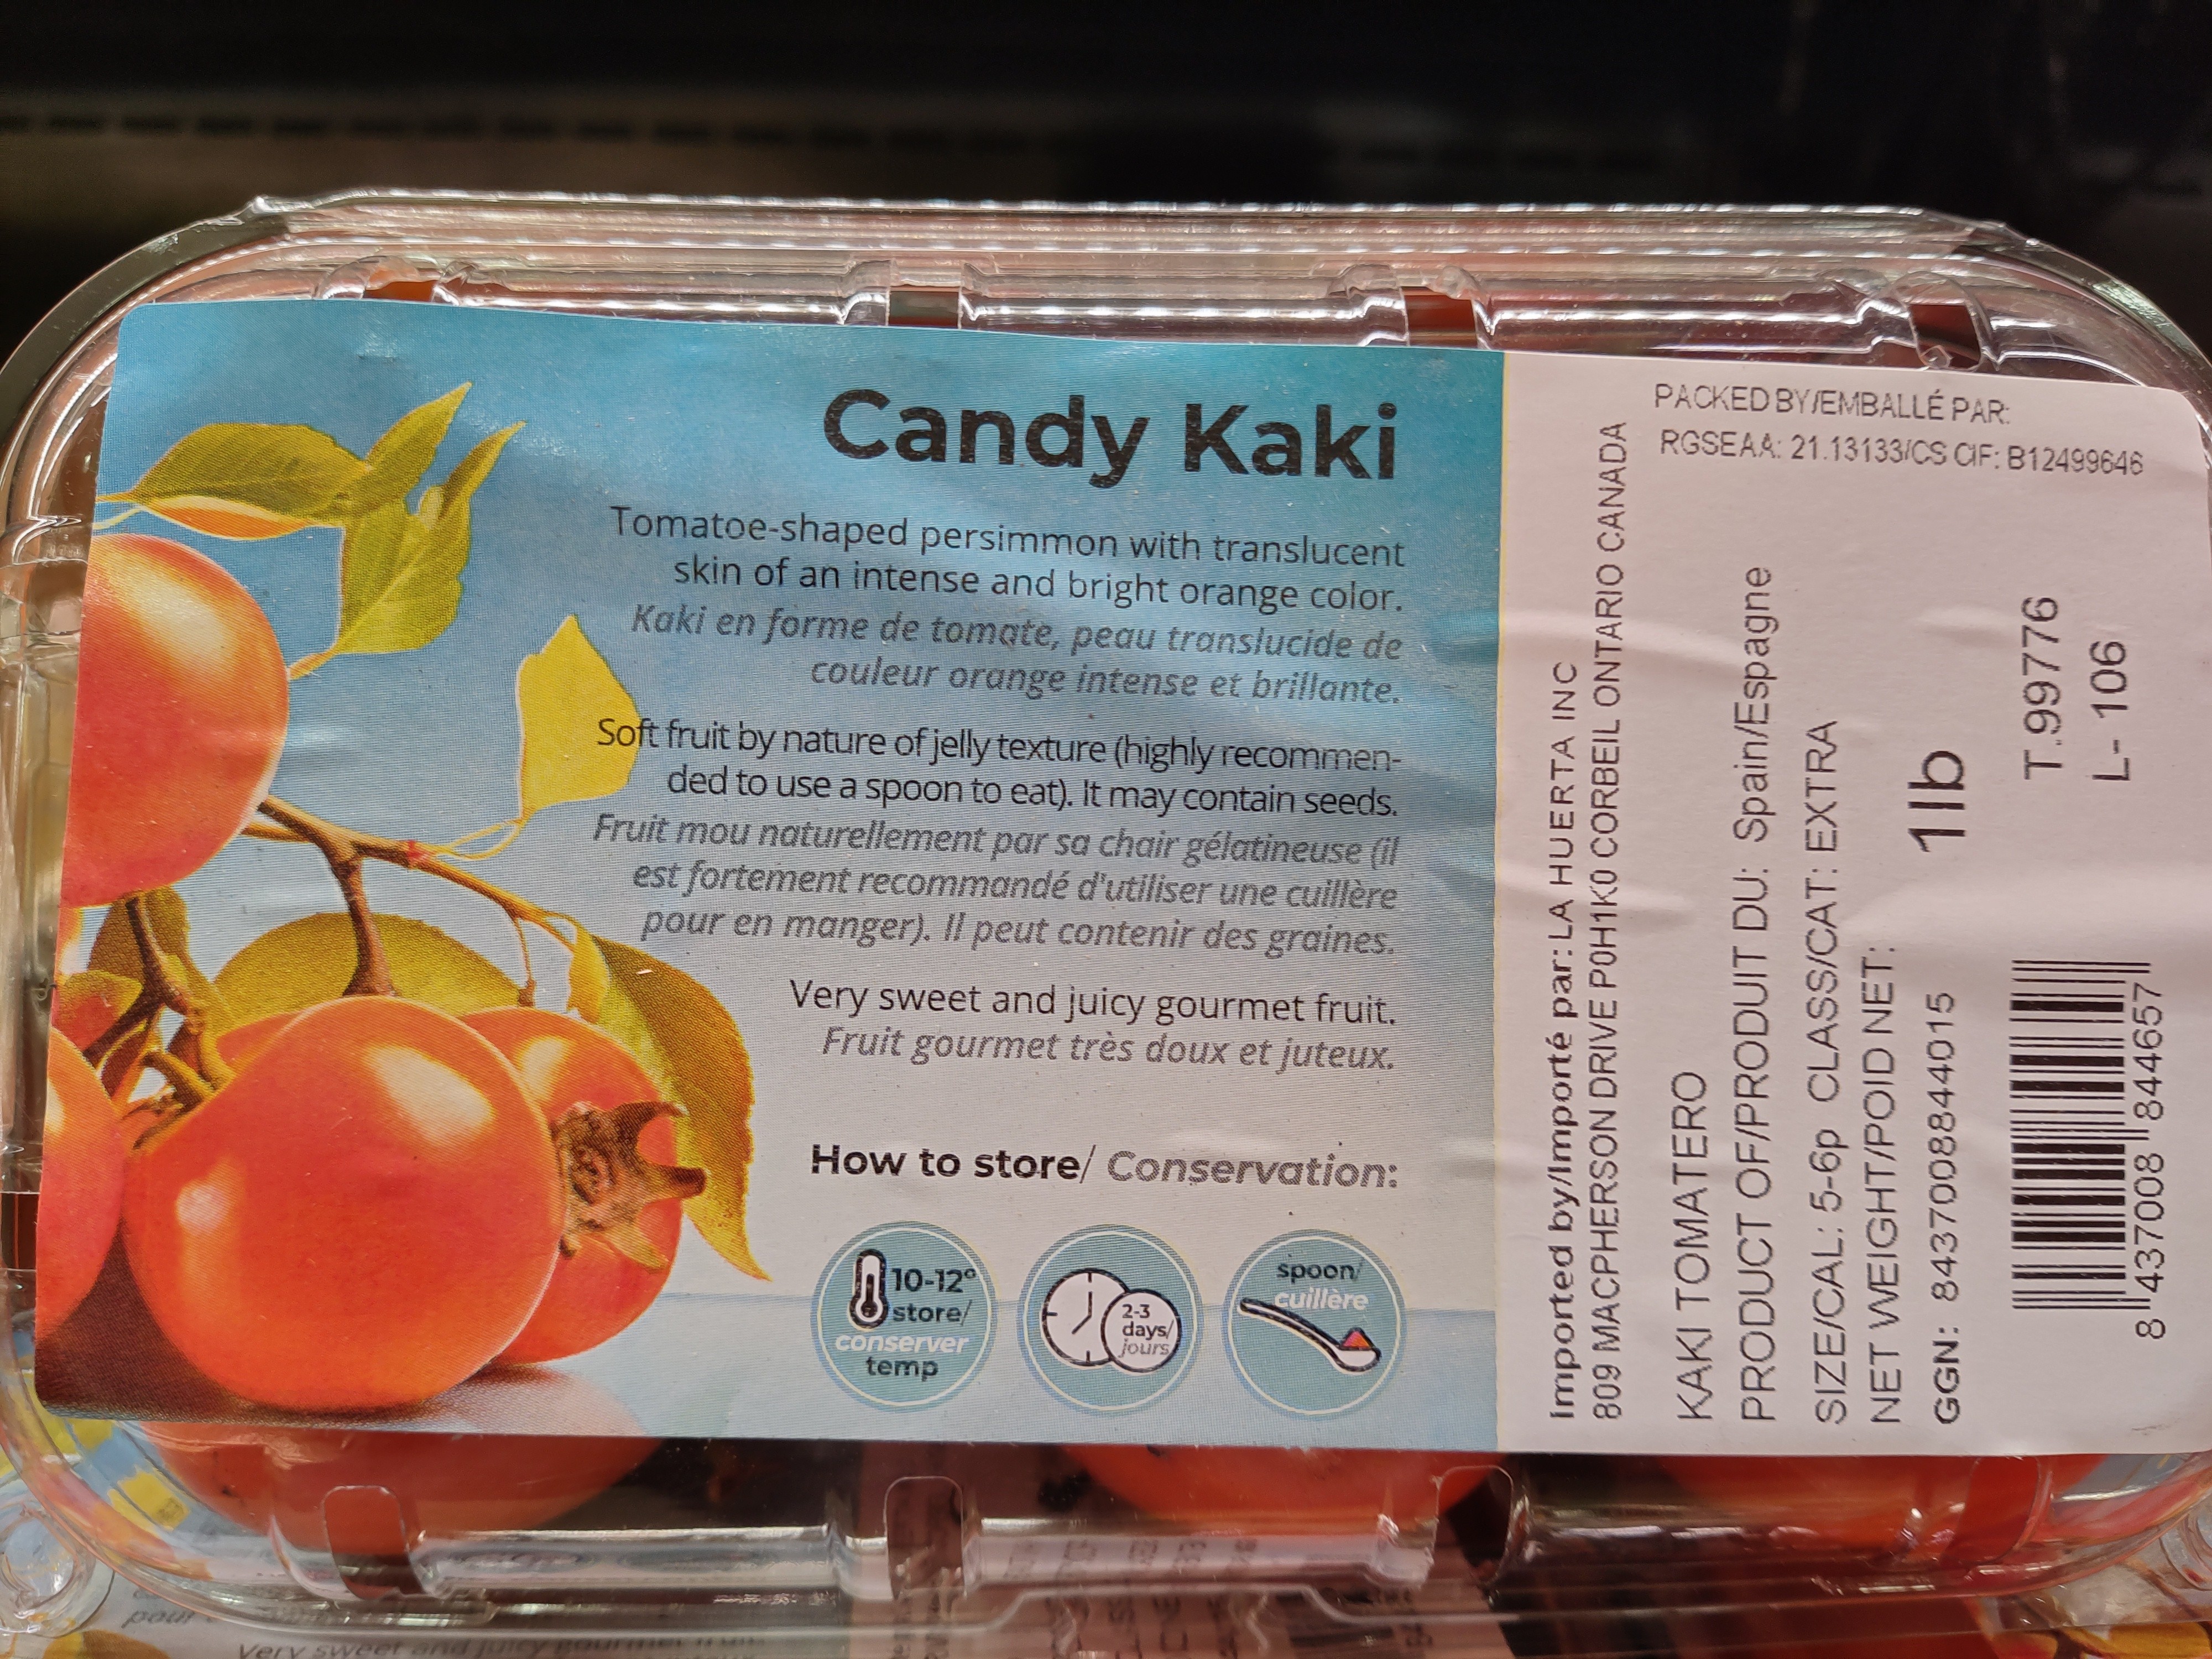 Candy Kaki
Tomatoe-shaped persimmon with translucent
skin of an intense and bright orange color.
Kaki en forme de tomate, peau translucide de
couleur orange intense et brillante.
Soft fruit by nature of jelly texture (highly recommen-
ded to use a spoon to eat). It may contain seeds.
Fruit mou naturellement par sa chair gélatineuse (il
est fortement recommandé d'utiliser une cuillère
pour en manger). Il peut contenir des graines.
Very sweet and juicy gourmet fruit.
Fruit gourmet très doux et juteux.
How to store/ Conservation:
10-12°
store/
conserver
temp
2-3
days/
jours
spoon/
cuillère
PACKED BY/EMBALLÉ PAR:
RGSEAA: 21.13133/CS CIF: B12499646
Imported by/Importé par: LA HUERTA INC
809 MACPHERSON DRIVE P0H1K0 CORBEIL ONTARIO CANADA
KAKI TOMATERO
PRODUCT OF/PRODUIT DU: Spain/Espagne
SIZE/CAL: 5-6p CLASS/CAT: EXTRA
NET WEIGHT/POID NET: 1lb
GGN: 8437008844015
T.99776
L- 106
8 437008 844657
pour
Very sweet and juicy gourmet fruit.